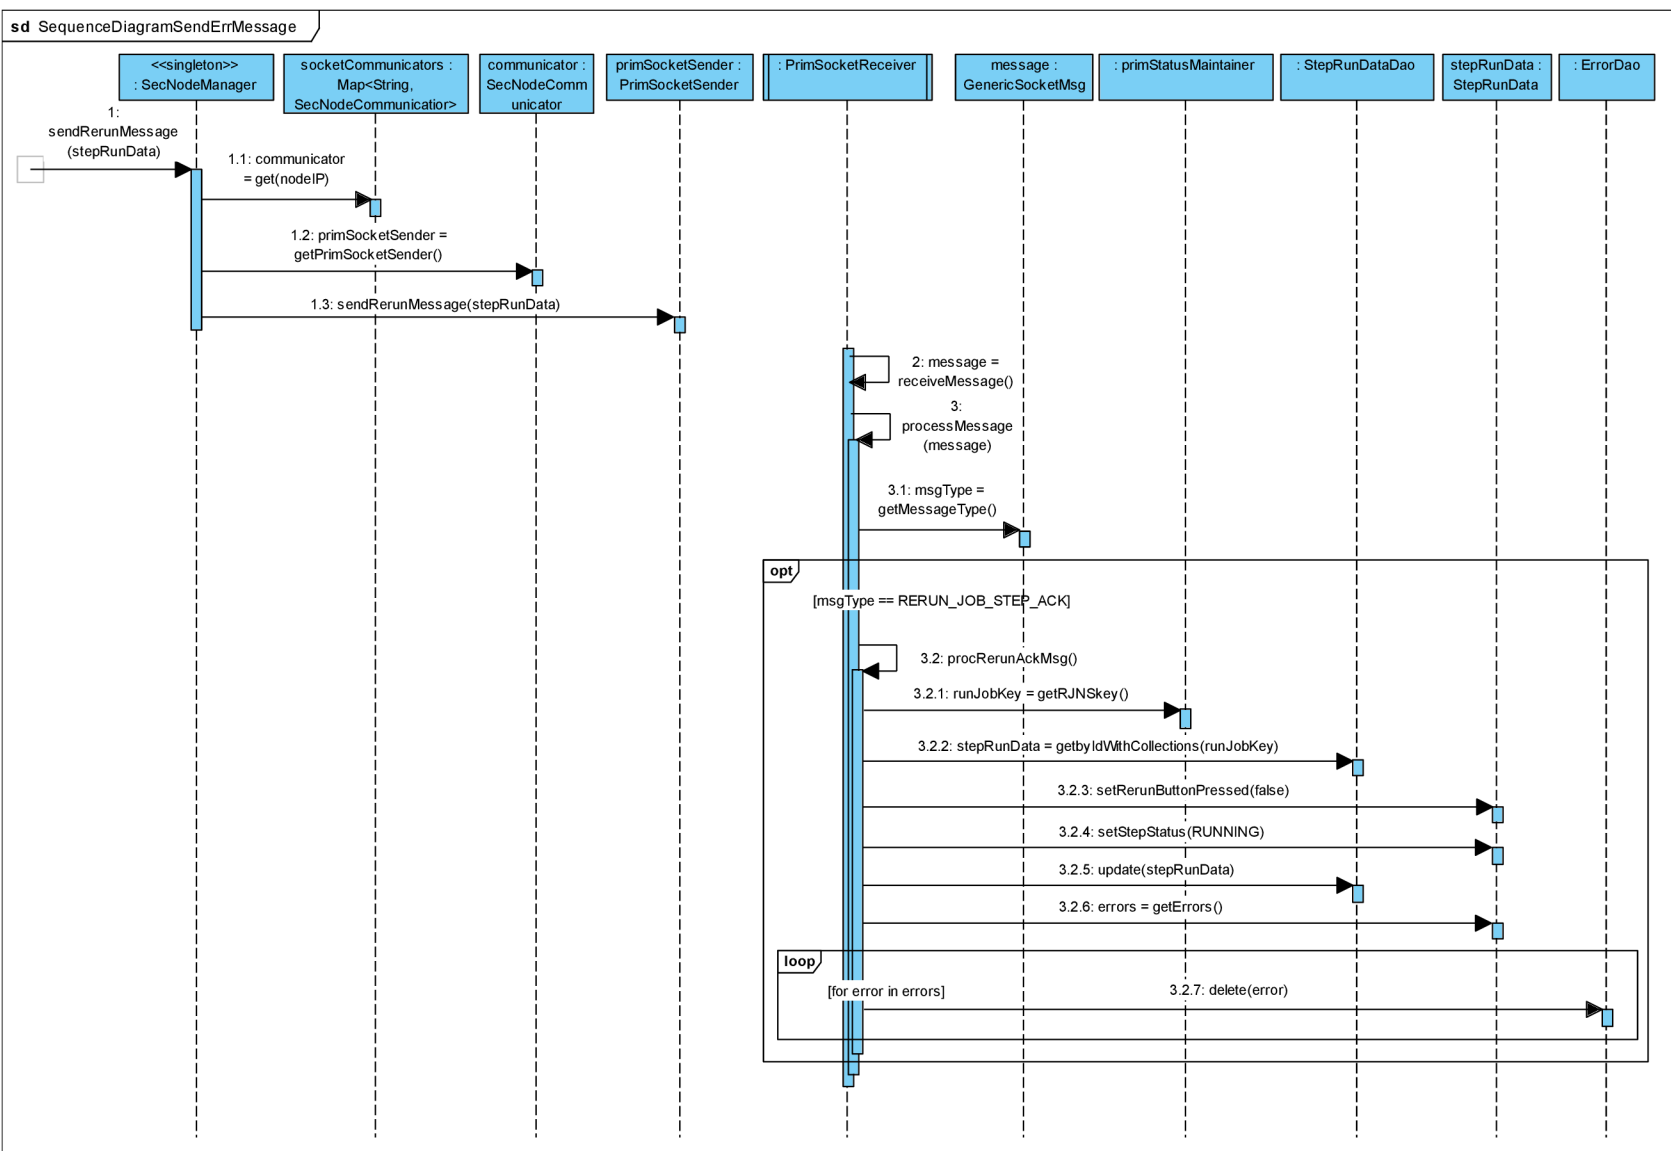 sd SequenceDiagramSendErrMessage
<<singleton>>
: SecNodeManager
socketCommunicators :
Map<String,
SecNodeCommunicatior>
communicator :
SecNodeComm
unicator
primSocketSender :
PrimSocketSender
: PrimSocketReceiver
message :
GenericSocketMsg
: primStatusMaintainer
: StepRunDataDao
stepRunData :
StepRunData
: ErrorDao
1:
sendRerunMessage
(stepRunData)
1.1: communicator
= get(nodeIP)
1.2: primSocketSender =
getPrimSocketSender()
1.3: sendRerunMessage(stepRunData)
2: message =
receiveMessage()
3:
processMessage
(message)
3.1: msgType =
getMessageType()
opt
[msgType == RERUN_JOB_STEP_ACK]
3.2: procRerunAckMsg()
3.2.1: runJobKey = getRJNSkey()
3.2.2: stepRunData = getbyIdWithCollections(runJobKey)
3.2.3: setRerunButtonPressed(false)
3.2.4: setStepStatus(RUNNING)
3.2.5: update(stepRunData)
3.2.6: errors = getErrors()
loop
[for error in errors]
3.2.7: delete(error)